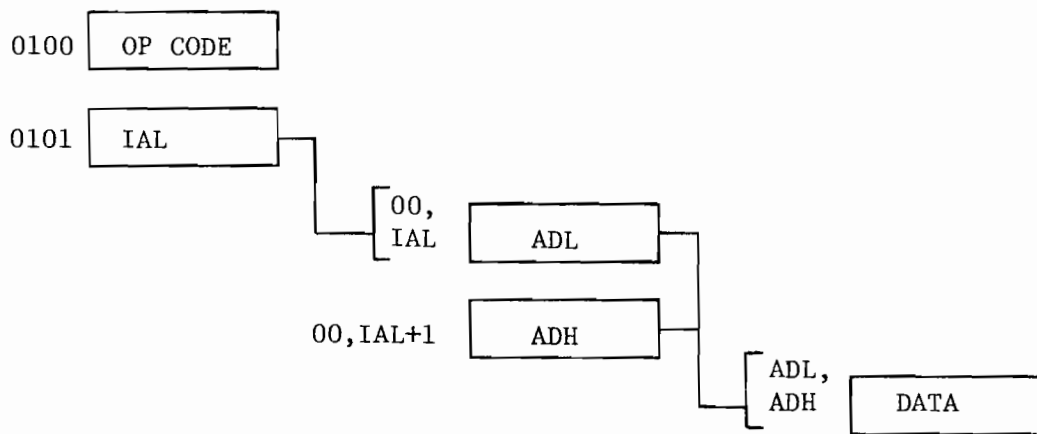 0100 OP CODE
0101 IAL
00,
IAL ADL
00,IAL+1 ADH
ADL,
ADH DATA